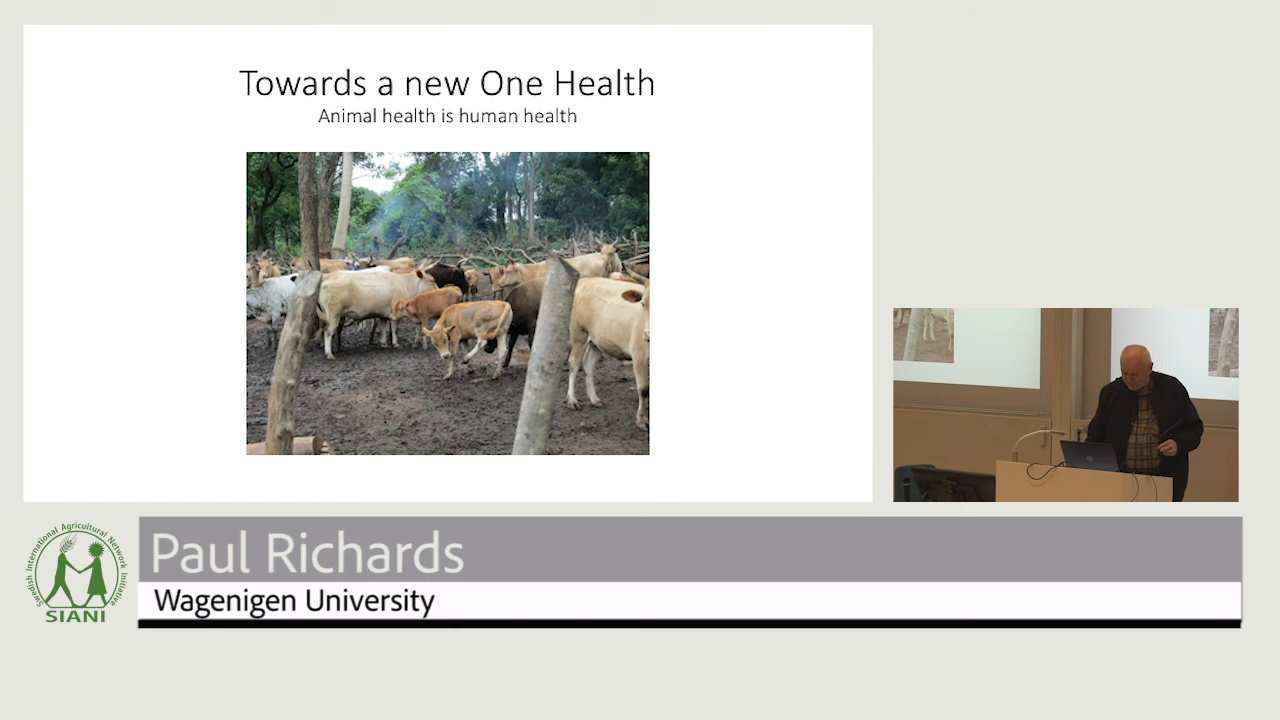 Towards a new One Health
Animal health is human health
Paul Richards
Wagenigen University
Swedish International Agricultural Network Initiative
SIANI